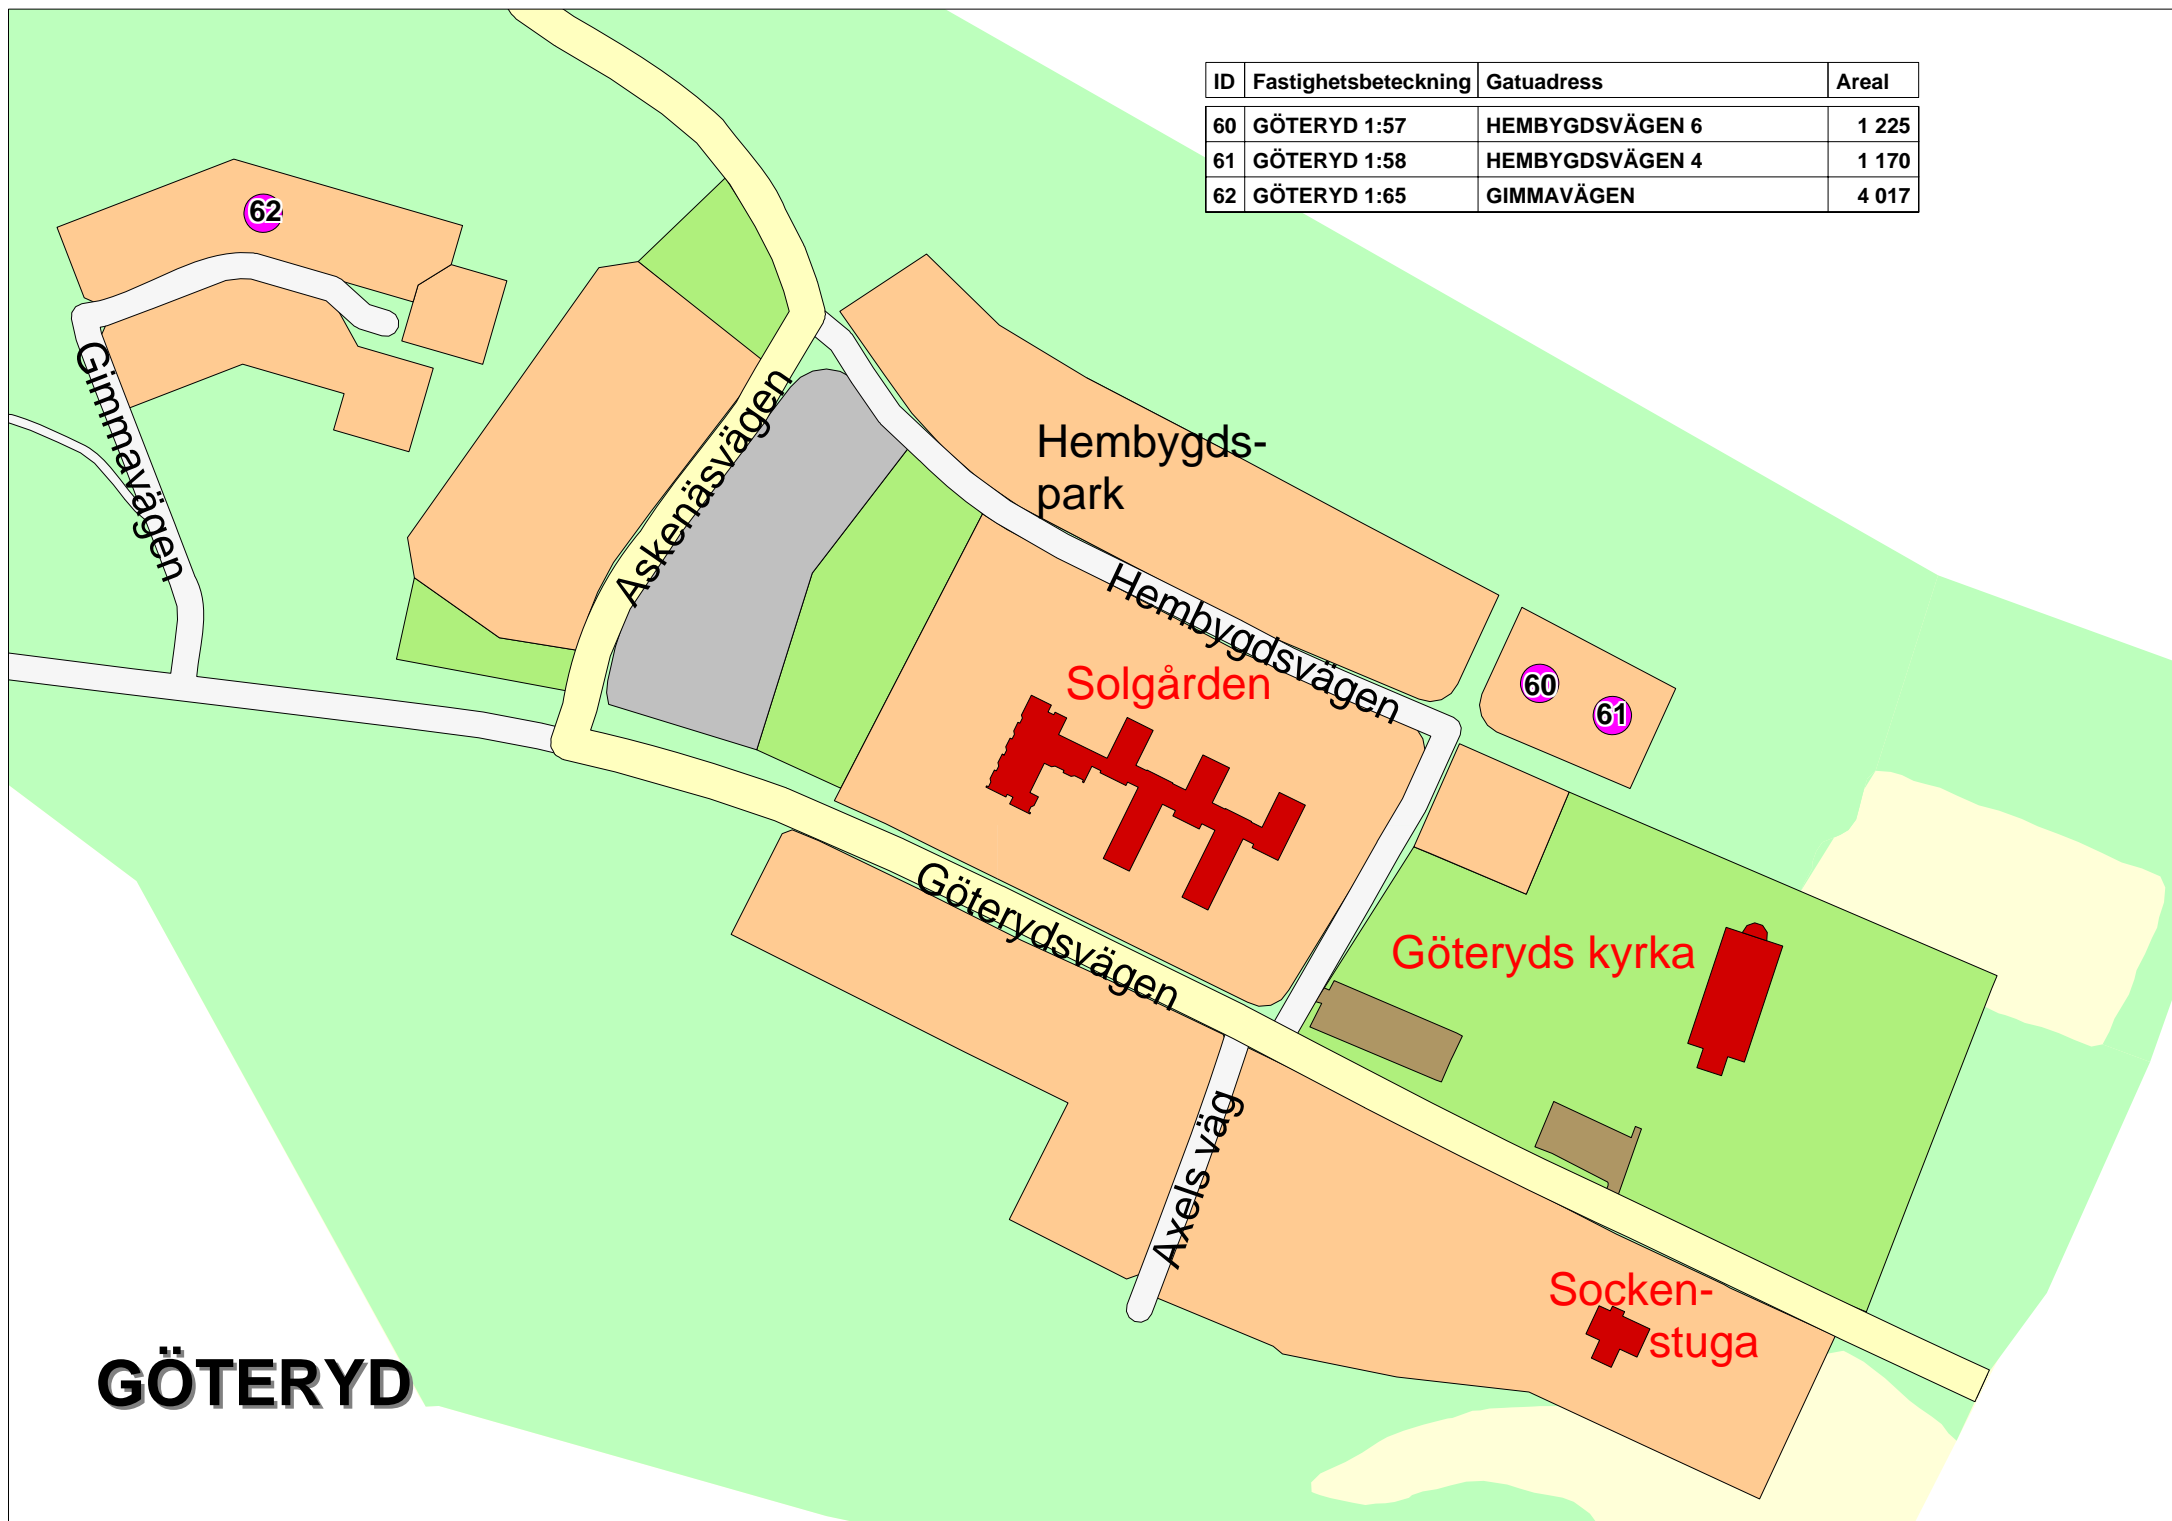 ID Fastighetsbeteckning Gatuadress Areal
60 GÖTERYD 1:57 HEMBYGDSVÄGEN 6 1 225
61 GÖTERYD 1:58 HEMBYGDSVÄGEN 4 1 170
62 GÖTERYD 1:65 GIMMAVÄGEN 4 017
62
Gimmavägen
Askenäsvägen
Hembygds-
park
Hembygdsvägen
Solgården
60
61
Göterydsvägen
Göteryds kyrka
Axels väg
Socken-
stuga
GÖTERYD